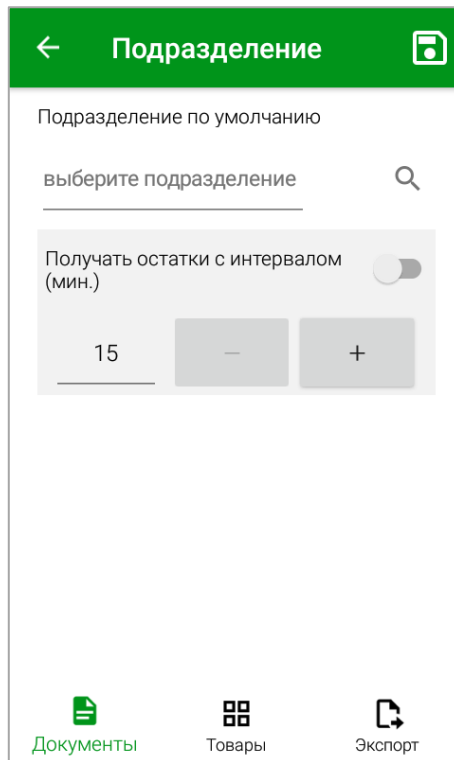 Подразделение
Подразделение по умолчанию
выберите подразделение
Получать остатки с интервалом
(мин.)
15 − +
Документы Товары Экспорт